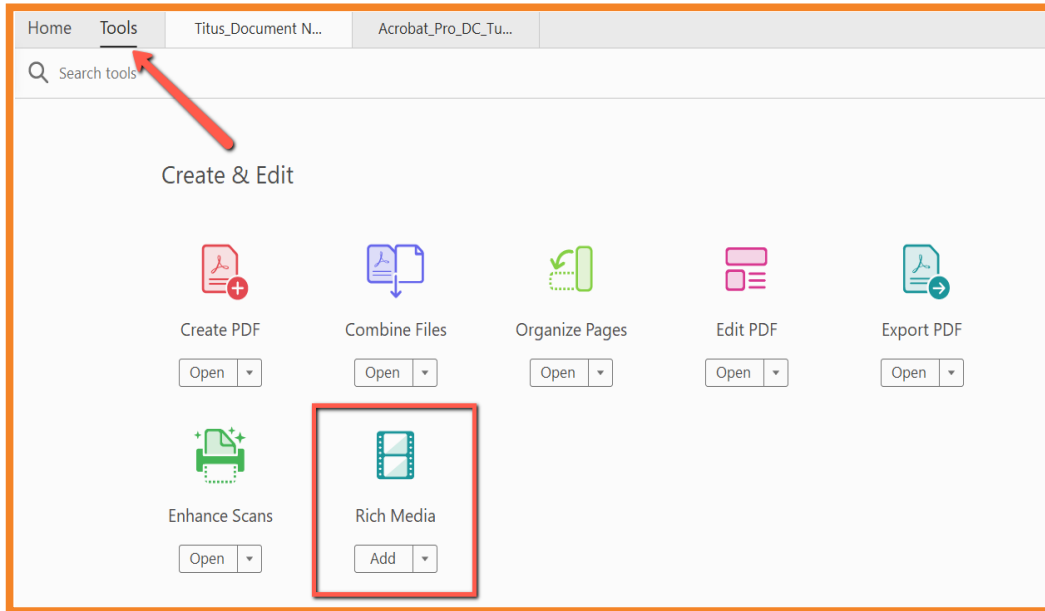 Home Tools Titus_Document N... Acrobat_Pro_DC_Tu...
Search tools
Create & Edit
Create PDF Combine Files Organize Pages Edit PDF Export PDF
Open Open Open Open Open
Enhance Scans Rich Media
Open Add